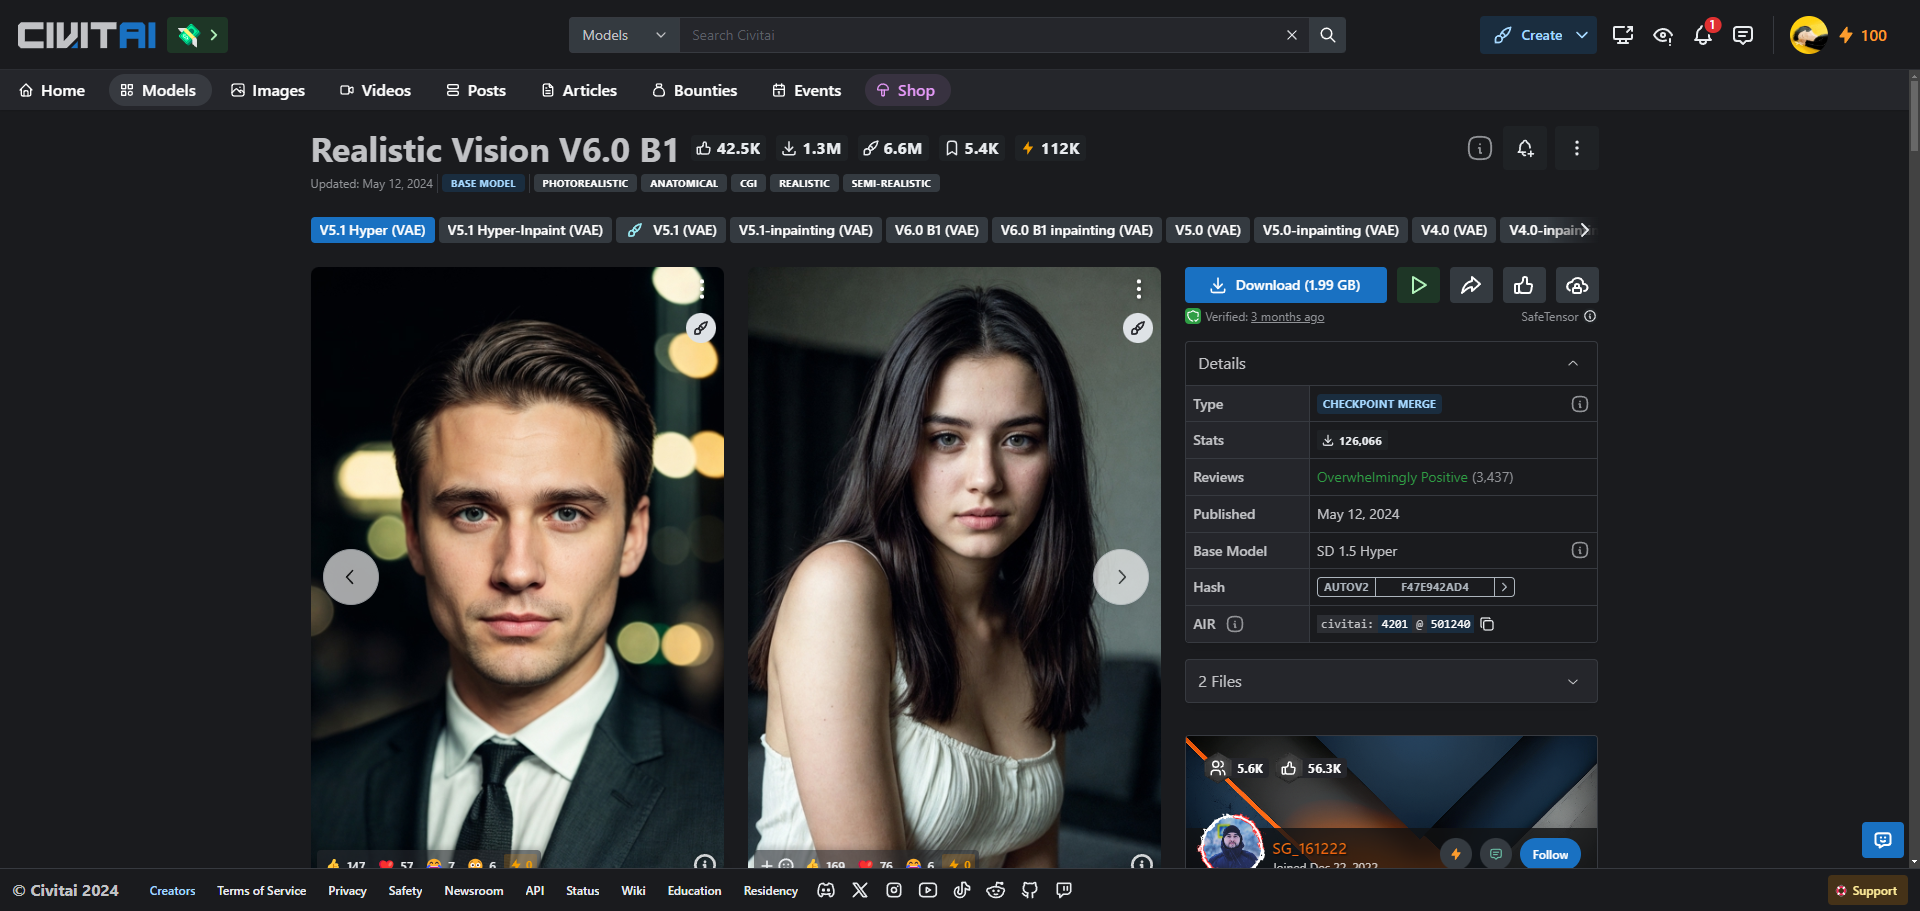 CIVITAI
Models
Search Civitai
Create
1
100
Home
Models
Images
Videos
Posts
Articles
Bounties
Events
Shop
Realistic Vision V6.0 B1
42.5K
1.3M
6.6M
5.4K
112K
Updated: May 12, 2024
BASE MODEL
PHOTOREALISTIC
ANATOMICAL
CGI
REALISTIC
SEMI-REALISTIC
V5.1 Hyper (VAE)
V5.1 Hyper-Inpaint (VAE)
V5.1 (VAE)
V5.1-inpainting (VAE)
V6.0 B1 (VAE)
V6.0 B1 inpainting (VAE)
V5.0 (VAE)
V5.0-inpainting (VAE)
V4.0 (VAE)
V4.0-inpain
Download (1.99 GB)
Verified: 3 months ago
SafeTensor
Details
Type
CHECKPOINT MERGE
Stats
126,066
Reviews
Overwhelmingly Positive (3,437)
Published
May 12, 2024
Base Model
SD 1.5 Hyper
Hash
AUTOV2
F47E942AD4
AIR
civitai: 4201 @ 501240
2 Files
5.6K
56.3K
SG_161222
Joined Dec 22, 2022
Follow
147
57
7
6
0
169
76
6
0
© Civitai 2024
Creators
Terms of Service
Privacy
Safety
Newsroom
API
Status
Wiki
Education
Residency
Support